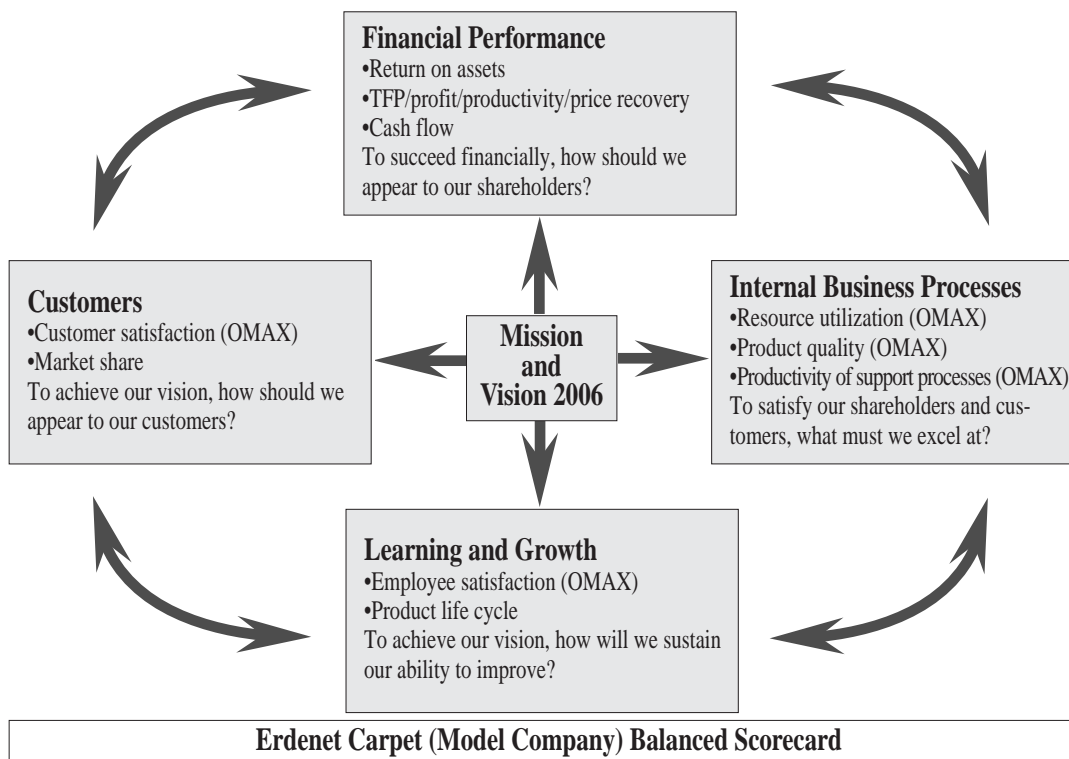 Financial Performance
•Return on assets
•TFP/profit/productivity/price recovery
•Cash flow
To succeed financially, how should we
appear to our shareholders?
Customers
•Customer satisfaction (OMAX)
•Market share
To achieve our vision, how should we
appear to our customers?
Mission
and
Vision 2006
Internal Business Processes
•Resource utilization (OMAX)
•Product quality (OMAX)
•Productivity of support processes (OMAX)
To satisfy our shareholders and cus-
tomers, what must we excel at?
Learning and Growth
•Employee satisfaction (OMAX)
•Product life cycle
To achieve our vision, how will we sustain
our ability to improve?
Erdenet Carpet (Model Company) Balanced Scorecard